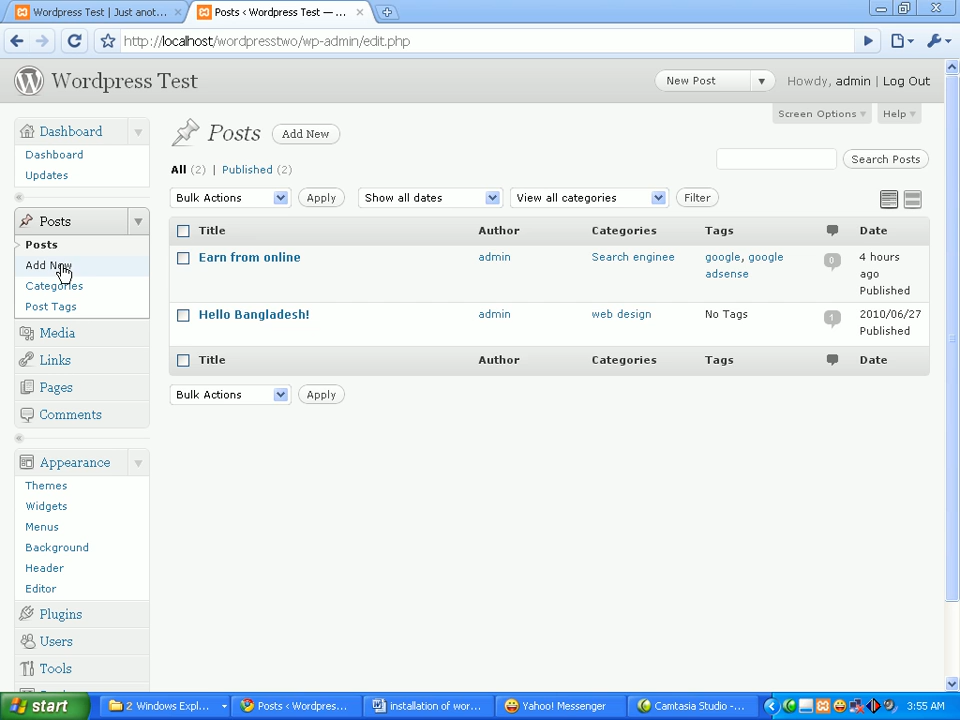 Wordpress Test | Just anot...
Posts ‹ Wordpress Test — ...
http://localhost/wordpresstwo/wp-admin/edit.php
Wordpress Test
New Post
Howdy, admin | Log Out
Screen Options
Help
Posts
Add New
All (2) | Published (2)
Search Posts
Bulk Actions
Apply
Show all dates
View all categories
Filter
Title Author Categories Tags Date
Earn from online admin Search enginee google, google adsense 0 4 hours ago Published
Hello Bangladesh! admin web design No Tags 1 2010/06/27 Published
Title Author Categories Tags Date
Bulk Actions
Apply
Dashboard
Dashboard
Updates
Posts
Posts
Add New
Categories
Post Tags
Media
Links
Pages
Comments
Appearance
Themes
Widgets
Menus
Background
Header
Editor
Plugins
Users
Tools
start
2 Windows Expl...
Posts ‹ Wordpress...
installation of wor...
Yahoo! Messenger
Camtasia Studio -...
3:55 AM